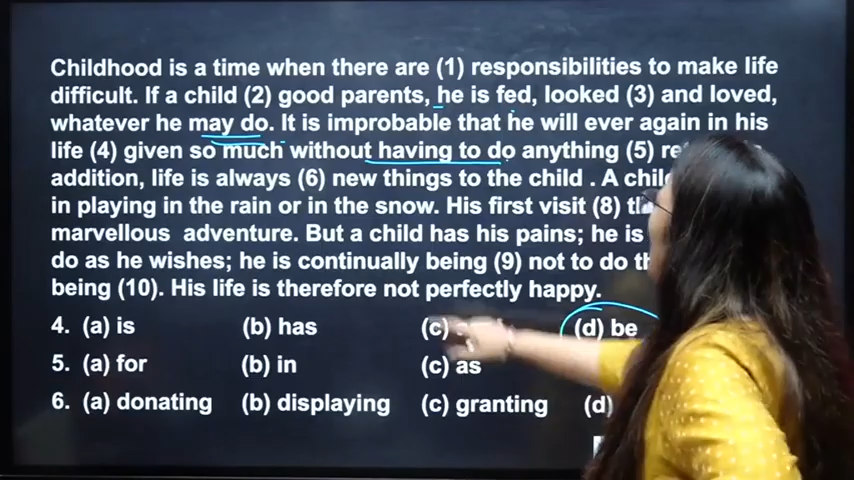 Childhood is a time when there are (1) responsibilities to make life
difficult. If a child (2) good parents, he is fed, looked (3) and loved,
whatever he may do. It is improbable that he will ever again in his
life (4) given so much without having to do anything (5)
addition, life is always (6) new things to the child . A
in playing in the rain or in the snow. His first visit (8)
marvellous adventure. But a child has his pains; he is
do as he wishes; he is continually being (9) not to do
being (10). His life is therefore not perfectly happy.
4. (a) is (b) has (c) (d) be
5. (a) for (b) in (c) as
6. (a) donating (b) displaying (c) granting (d)